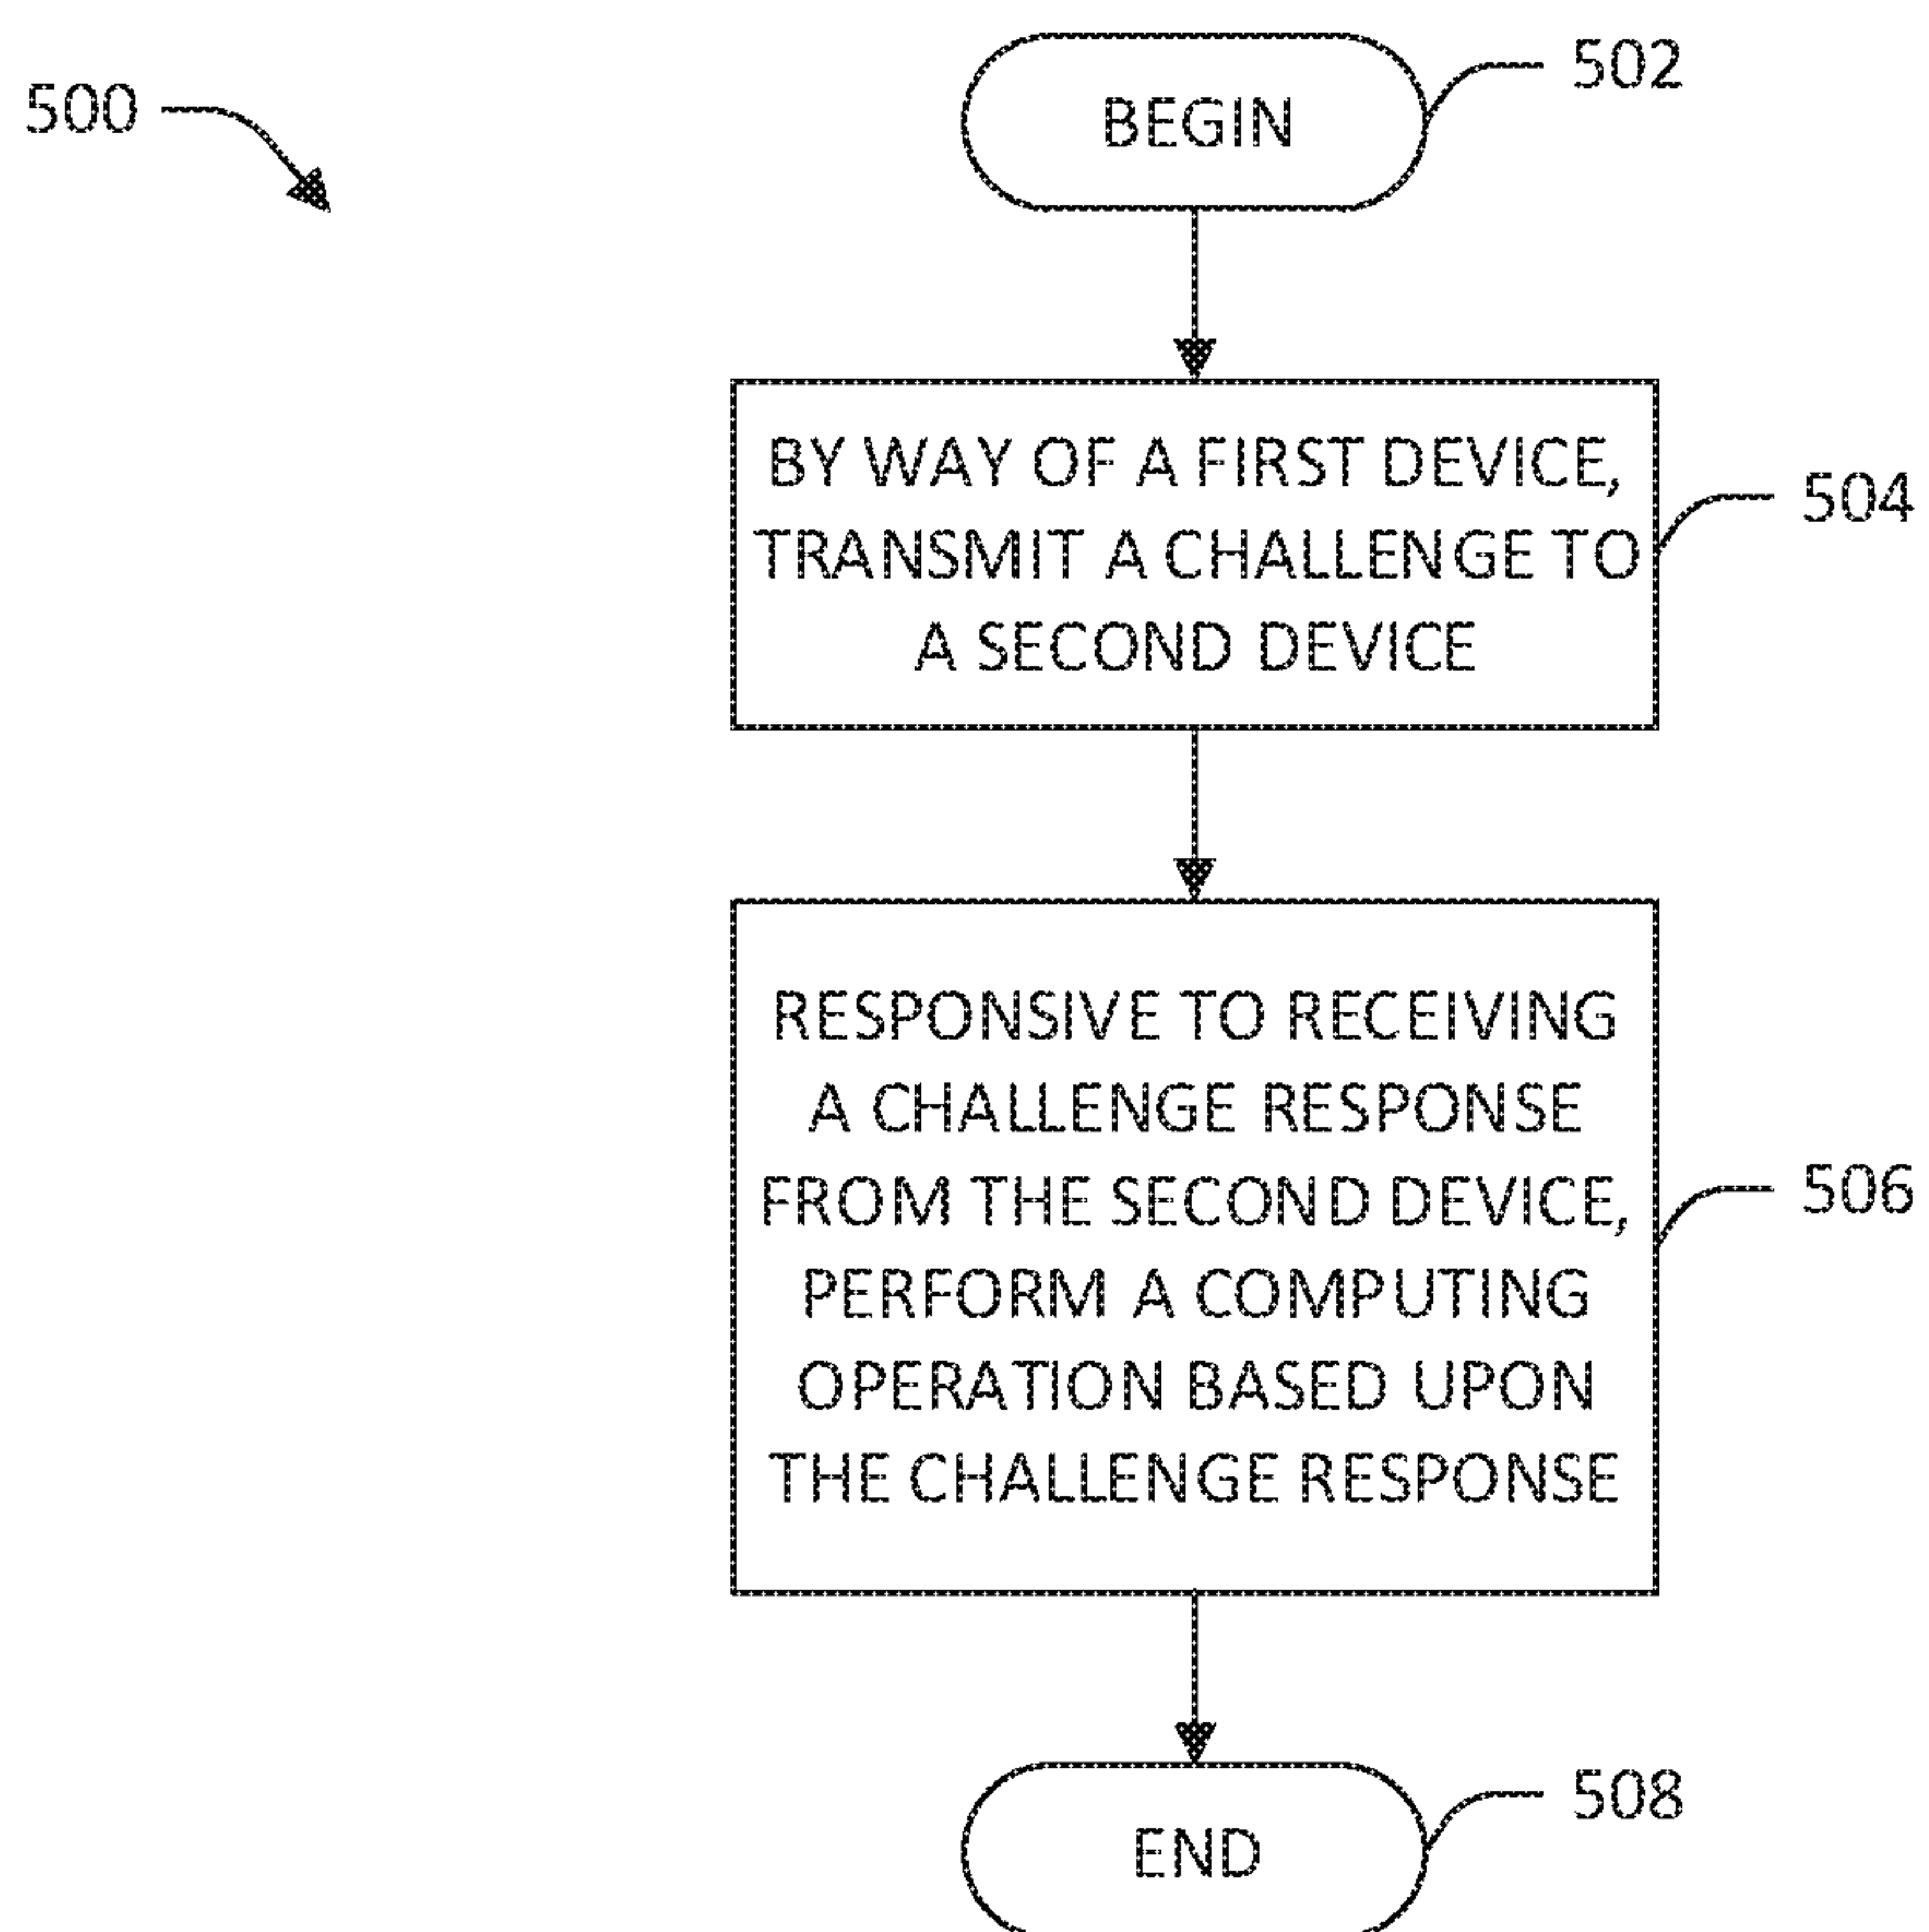 500
BEGIN
502
BY WAY OF A FIRST DEVICE,
TRANSMIT A CHALLENGE TO
A SECOND DEVICE
504
RESPONSIVE TO RECEIVING
A CHALLENGE RESPONSE
FROM THE SECOND DEVICE,
PERFORM A COMPUTING
OPERATION BASED UPON
THE CHALLENGE RESPONSE
506
END
508